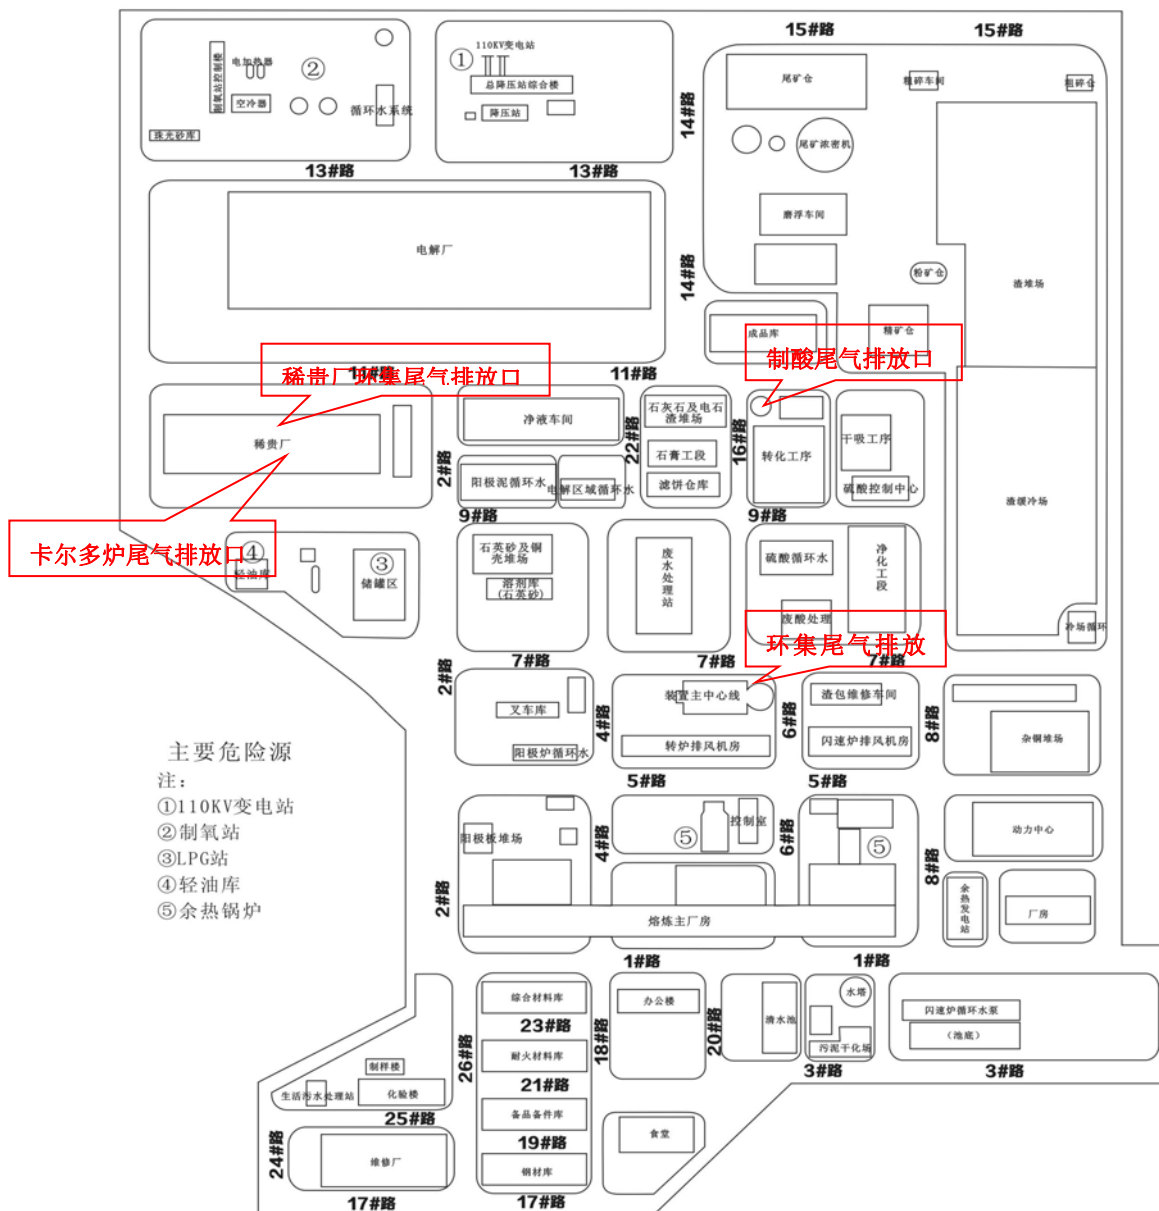 15#路
15#路
制氧站控制楼
电加热器
②
空冷器
循环水系统
珠光砂库
①
110KV变电站
总降压站综合楼
降压站
14#路
尾矿仓
粗碎车间
粗碎仓
尾矿浓密机
13#路
13#路
磨浮车间
电解厂
14#路
粉矿仓
渣堆场
成品库
精矿仓
稀贵厂环集尾气排放口
制酸尾气排放口
11#路
11#路
稀贵厂
2#路
净液车间
22#路
石灰石及电石
渣堆场
石膏工段
滤饼仓库
16#路
转化工序
干吸工序
硫酸控制中心
阳极泥循环水
电解区域循环水
渣缓冷场
9#路
9#路
卡尔多炉尾气排放口
④
轻油库
③
储罐区
石英砂及铜
壳堆场
溶剂库
(石英砂)
废水处理站
硫酸循环水
净化工段
废酸处理
冷场循环
环集尾气排放
7#路
7#路
7#路
2#路
叉车库
阳极炉循环水
4#路
装置主中心线
转炉排风机房
6#路
渣包维修车间
闪速炉排风机房
8#路
杂铜堆场
5#路
5#路
主要危险源
注：
①110KV变电站
②制氧站
③LPG站
④轻油库
⑤余热锅炉
阳极板堆场
4#路
⑤
控制室
6#路
⑤
动力中心
8#路
2#路
熔炼主厂房
余热发电站
厂房
1#路
1#路
综合材料库
23#路
耐火材料库
21#路
备品备件库
19#路
钢材库
17#路
26#路
18#路
办公楼
20#路
清水池
水塔
污泥干化场
闪速炉循环水泵
（池底）
3#路
3#路
制样楼
生活污水处理站
化验楼
25#路
24#路
维修厂
17#路
食堂